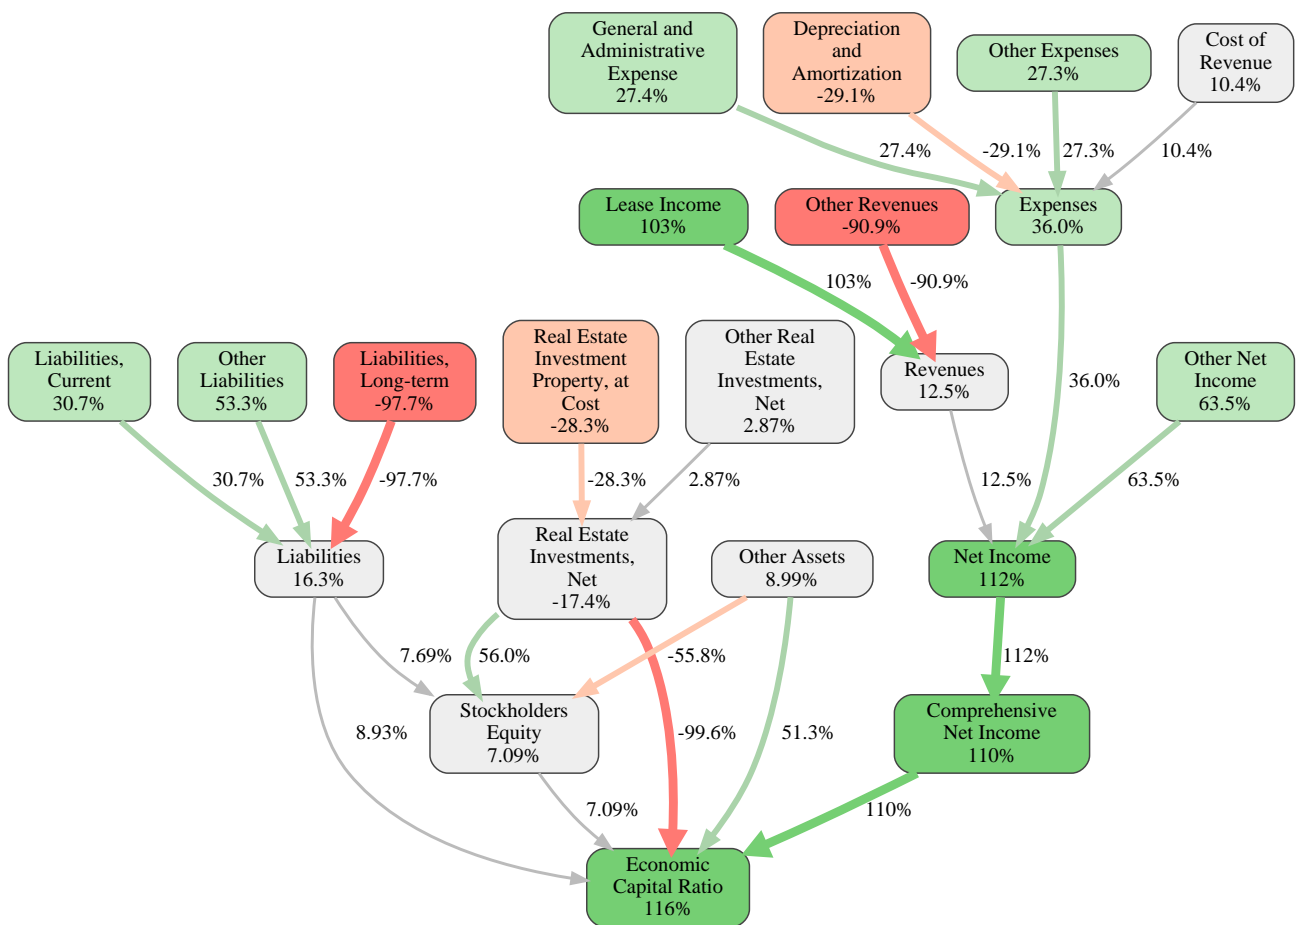 General and
Administrative
Expense
27.4%
Depreciation
and
Amortization
-29.1%
Other Expenses
27.3%
Cost of
Revenue
10.4%
27.4%
-29.1%
27.3%
10.4%
Lease Income
103%
Other Revenues
-90.9%
Expenses
36.0%
103%
-90.9%
Liabilities,
Current
30.7%
Other
Liabilities
53.3%
Liabilities,
Long-term
-97.7%
Real Estate
Investment
Property, at
Cost
-28.3%
Other Real
Estate
Investments,
Net
2.87%
Revenues
12.5%
36.0%
Other Net
Income
63.5%
30.7%
53.3%
-97.7%
-28.3%
2.87%
12.5%
63.5%
Liabilities
16.3%
Real Estate
Investments,
Net
-17.4%
Other Assets
8.99%
Net Income
112%
7.69%
56.0%
-55.8%
112%
8.93%
Stockholders
Equity
7.09%
-99.6%
51.3%
Comprehensive
Net Income
110%
7.09%
110%
Economic
Capital Ratio
116%